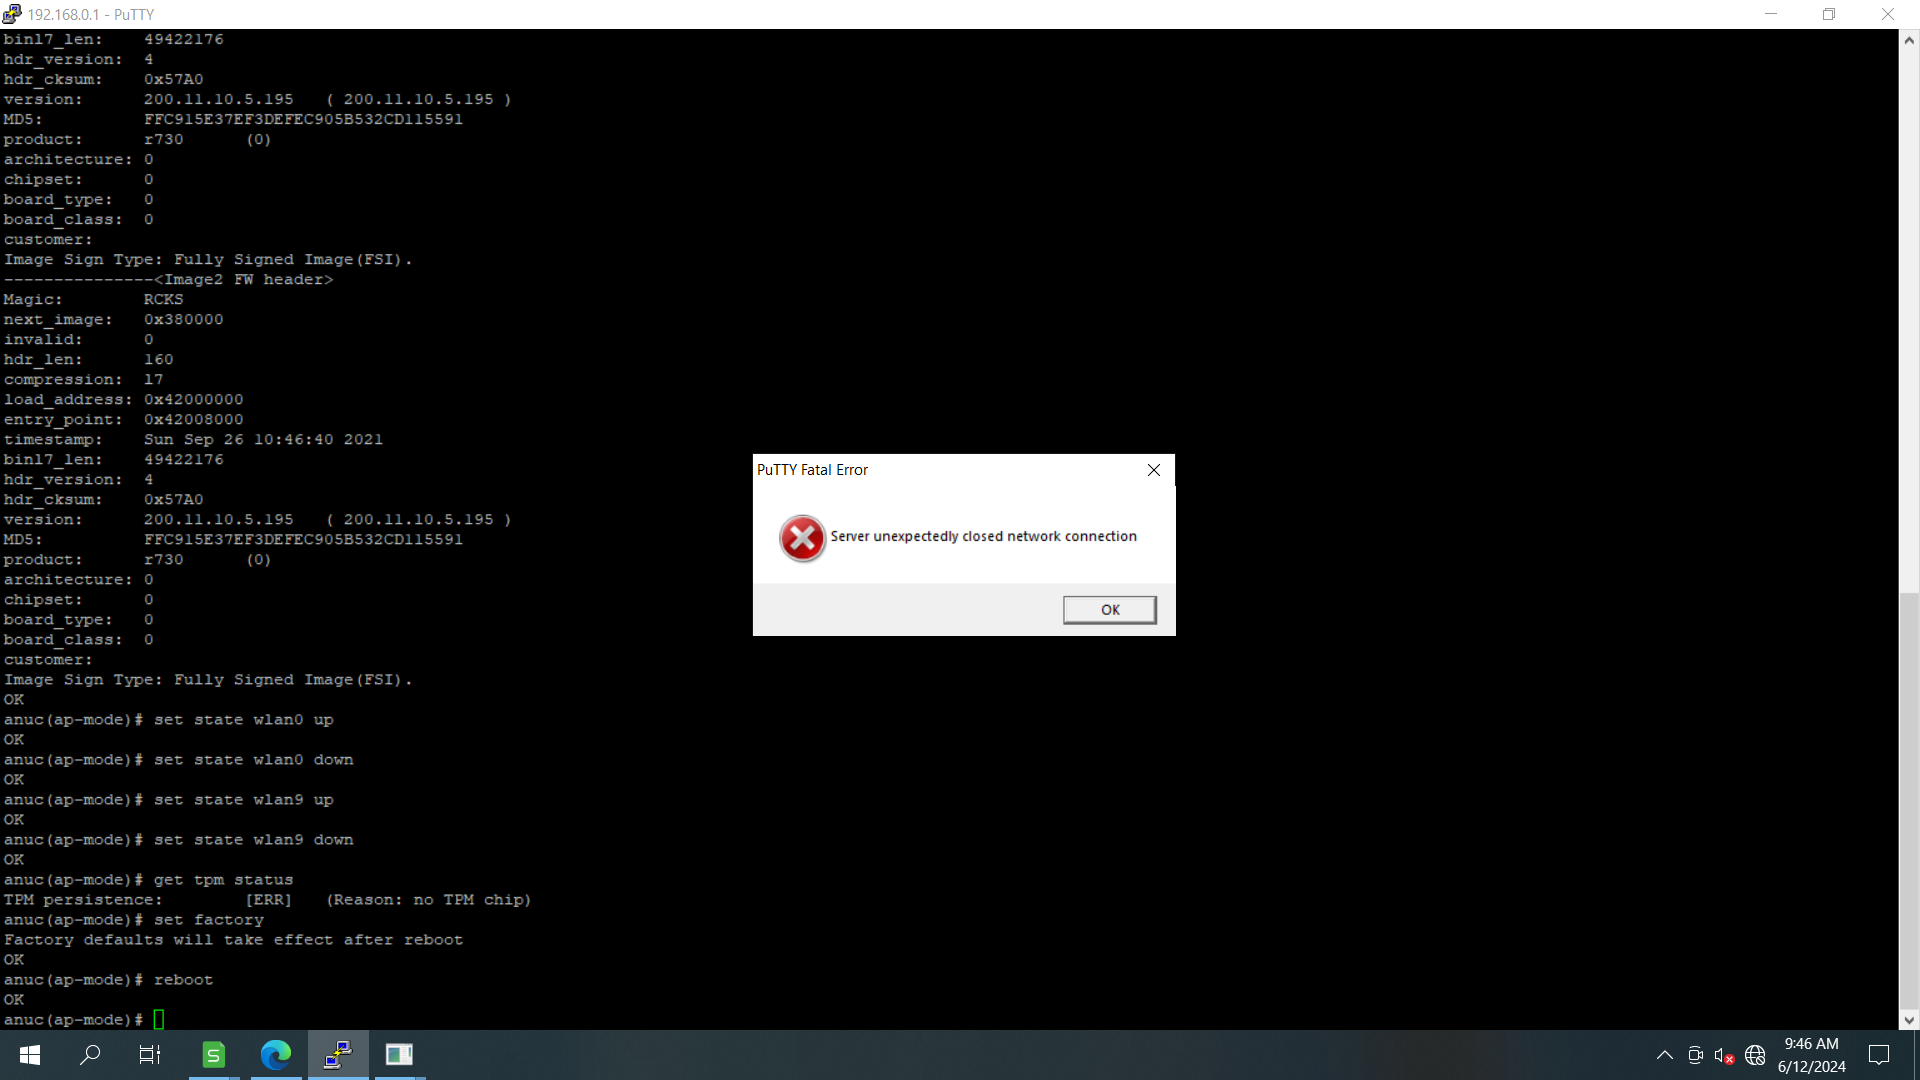 192.168.0.1 - PuTTY
bin17_len:    49422176
hdr_version:  4
hdr_cksum:    0x57A0
version:      200.11.10.5.195   ( 200.11.10.5.195 )
MD5:          FFC915E37EF3DEFEC905B532CD115591
product:      r730      (0)
architecture: 0
chipset:      0
board_type:   0
board_class:  0
customer:
Image Sign Type: Fully Signed Image(FSI).
---------------<Image2 FW header>
Magic:        RCKS
next_image:   0x380000
invalid:      0
hdr_len:      160
compression:  17
load_address: 0x42000000
entry_point:  0x42008000
timestamp:    Sun Sep 26 10:46:40 2021
bin17_len:    49422176
hdr_version:  4
hdr_cksum:    0x57A0
version:      200.11.10.5.195   ( 200.11.10.5.195 )
MD5:          FFC915E37EF3DEFEC905B532CD115591
product:      r730      (0)
architecture: 0
chipset:      0
board_type:   0
board_class:  0
customer:
Image Sign Type: Fully Signed Image(FSI).
OK
anuc(ap-mode)# set state wlan0 up
OK
anuc(ap-mode)# set state wlan0 down
OK
anuc(ap-mode)# set state wlan9 up
OK
anuc(ap-mode)# set state wlan9 down
OK
anuc(ap-mode)# get tpm status
TPM persistence:        [ERR]   (Reason: no TPM chip)
anuc(ap-mode)# set factory
Factory defaults will take effect after reboot
OK
anuc(ap-mode)# reboot
OK
anuc(ap-mode)#
PuTTY Fatal Error
Server unexpectedly closed network connection
OK
S
9:46 AM
6/12/2024